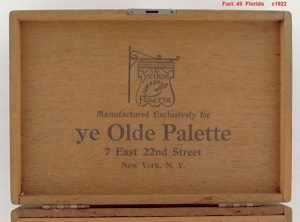 Fact. 49 Florida c1922
ye Olde
Palette
Manufactured Exclusively for
ye Olde Palette
7 East 22nd Street
New York, N. Y.